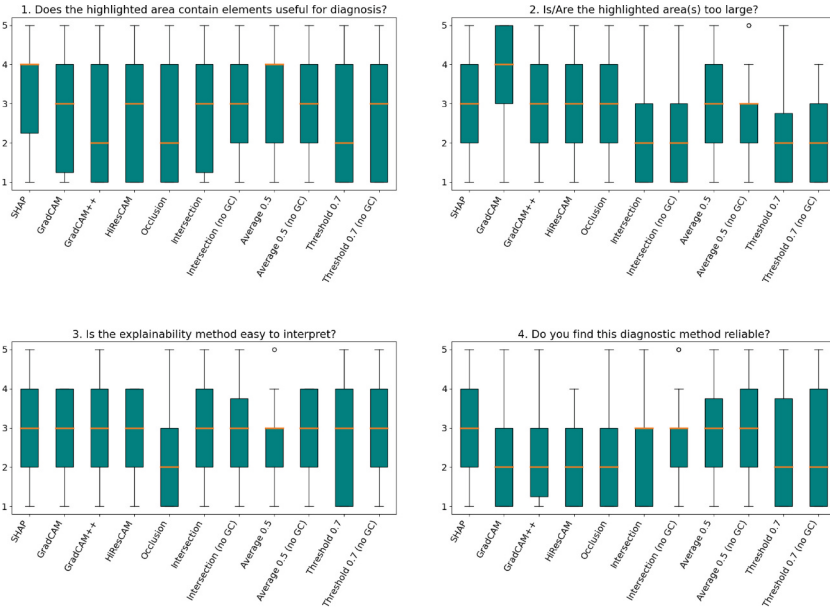 1. Does the highlighted area contain elements useful for diagnosis?
5
4
3
2
1
SHAP
GradCAM
GradCAM++
HiResCAM
Occlusion
Intersection
Intersection (no GC)
Average 0.5
Average 0.5 (no GC)
Threshold 0.7
Threshold 0.7 (no GC)
2. Is/Are the highlighted area(s) too large?
5
4
3
2
1
SHAP
GradCAM
GradCAM++
HiResCAM
Occlusion
Intersection
Intersection (no GC)
Average 0.5
Average 0.5 (no GC)
Threshold 0.7
Threshold 0.7 (no GC)
3. Is the explainability method easy to interpret?
5
4
3
2
1
SHAP
GradCAM
GradCAM++
HiResCAM
Occlusion
Intersection
Intersection (no GC)
Average 0.5
Average 0.5 (no GC)
Threshold 0.7
Threshold 0.7 (no GC)
4. Do you find this diagnostic method reliable?
5
4
3
2
1
SHAP
GradCAM
GradCAM++
HiResCAM
Occlusion
Intersection
Intersection (no GC)
Average 0.5
Average 0.5 (no GC)
Threshold 0.7
Threshold 0.7 (no GC)